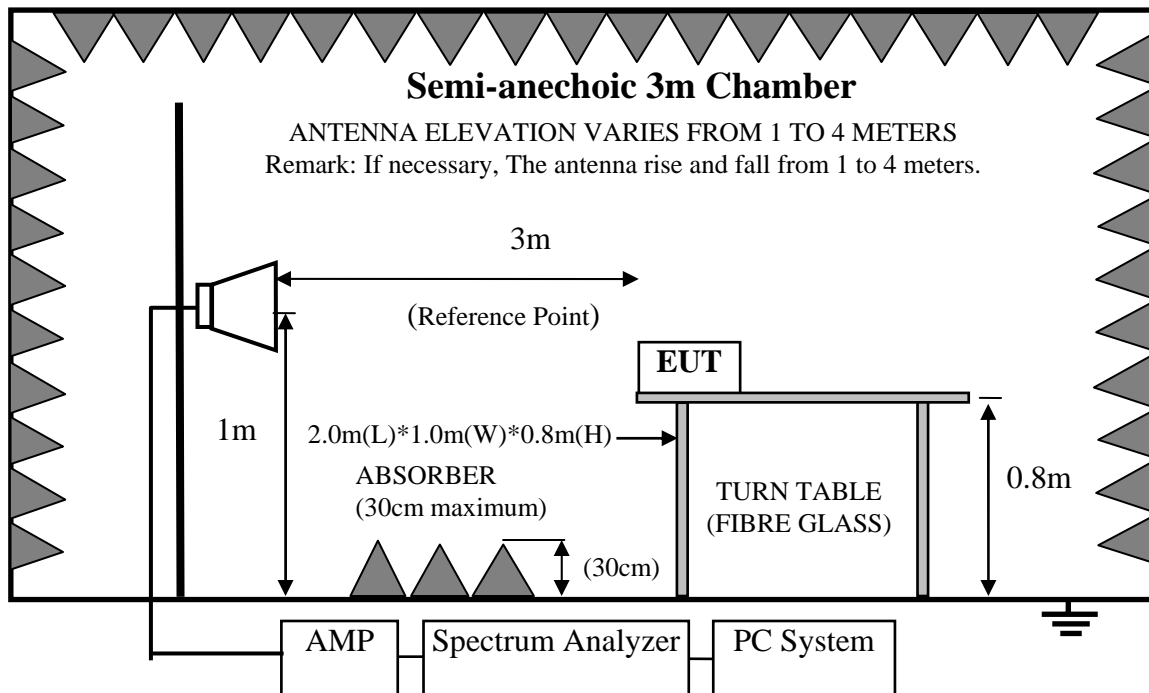 Semi-anechoic 3m Chamber
ANTENNA ELEVATION VARIES FROM 1 TO 4 METERS
Remark: If necessary, The antenna rise and fall from 1 to 4 meters.
3m
(Reference Point)
EUT
1m
2.0m(L)*1.0m(W)*0.8m(H)
ABSORBER
(30cm maximum)
(30cm)
TURN TABLE
(FIBRE GLASS)
0.8m
AMP
Spectrum Analyzer
PC System